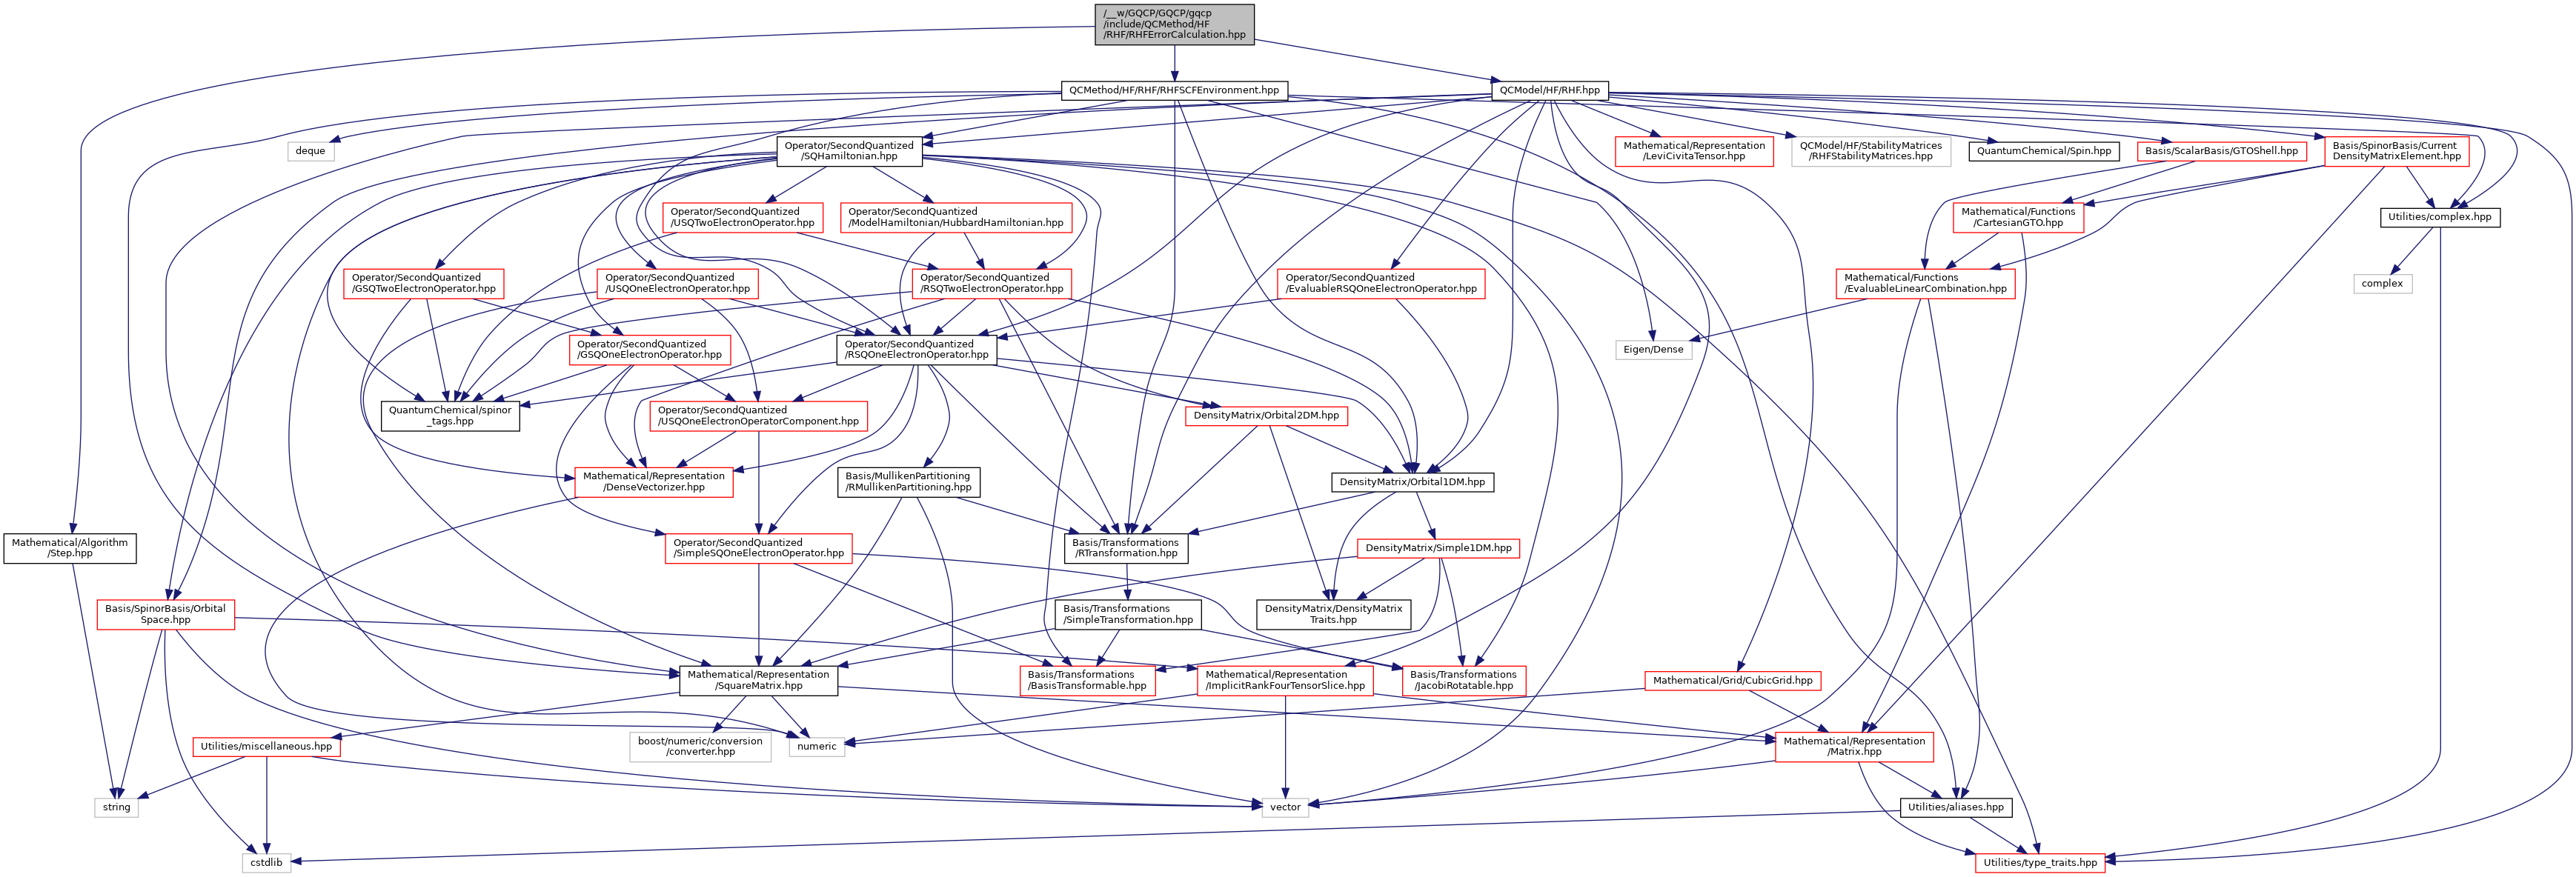 /__w/GQCP/GQCP/gqcp
/include/QCMethod/HF
/RHF/RHFErrorCalculation.hpp
QCMethod/HF/RHF/RHFSCFEnvironment.hpp
QCModel/HF/RHF.hpp
deque
Operator/SecondQuantized
/SQHamiltonian.hpp
Mathematical/Representation
/LeviCivitaTensor.hpp
QCModel/HF/StabilityMatrices
/RHFStabilityMatrices.hpp
QuantumChemical/Spin.hpp
Basis/ScalarBasis/GTOShell.hpp
Basis/SpinorBasis/Current
DensityMatrixElement.hpp
Operator/SecondQuantized
/USQTwoElectronOperator.hpp
Operator/SecondQuantized
/ModelHamiltonian/HubbardHamiltonian.hpp
Mathematical/Functions
/CartesianGTO.hpp
Utilities/complex.hpp
Operator/SecondQuantized
/GSQTwoElectronOperator.hpp
Operator/SecondQuantized
/USQOneElectronOperator.hpp
Operator/SecondQuantized
/RSQTwoElectronOperator.hpp
Operator/SecondQuantized
/EvaluableRSQOneElectronOperator.hpp
Mathematical/Functions
/EvaluableLinearCombination.hpp
complex
Operator/SecondQuantized
/GSQOneElectronOperator.hpp
Operator/SecondQuantized
/RSQOneElectronOperator.hpp
Eigen/Dense
QuantumChemical/spinor
_tags.hpp
Operator/SecondQuantized
/USQOneElectronOperatorComponent.hpp
DensityMatrix/Orbital2DM.hpp
Mathematical/Representation
/DenseVectorizer.hpp
Basis/MullikenPartitioning
/RMullikenPartitioning.hpp
DensityMatrix/Orbital1DM.hpp
Mathematical/Algorithm
/Step.hpp
Operator/SecondQuantized
/SimpleSQOneElectronOperator.hpp
Basis/Transformations
/RTransformation.hpp
DensityMatrix/Simple1DM.hpp
Basis/SpinorBasis/Orbital
Space.hpp
Basis/Transformations
/SimpleTransformation.hpp
DensityMatrix/DensityMatrix
Traits.hpp
Mathematical/Representation
/SquareMatrix.hpp
Basis/Transformations
/BasisTransformable.hpp
Mathematical/Representation
/ImplicitRankFourTensorSlice.hpp
Basis/Transformations
/JacobiRotatable.hpp
Mathematical/Grid/CubicGrid.hpp
Utilities/miscellaneous.hpp
boost/numeric/conversion
/converter.hpp
numeric
Mathematical/Representation
/Matrix.hpp
string
vector
Utilities/aliases.hpp
cstdlib
Utilities/type_traits.hpp